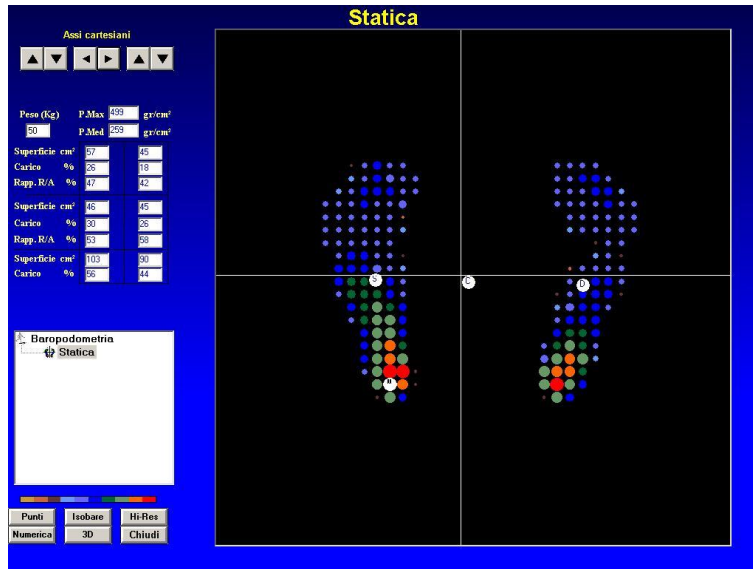 Statica
Assi cartesiani
Peso (Kg) P.Max 499 gr/cm²
50 P.Med 259 gr/cm²
Superficie cm² 57 45
Carico % 26 18
Rapp. R/A % 47 42
Superficie cm² 46 45
Carico % 30 26
Rapp. R/A % 53 58
Superficie cm² 103 90
Carico % 56 44
S C D
M
Baropodometria
Statica
Punti Isobare Hi-Res
Numerica 3D Chiudi